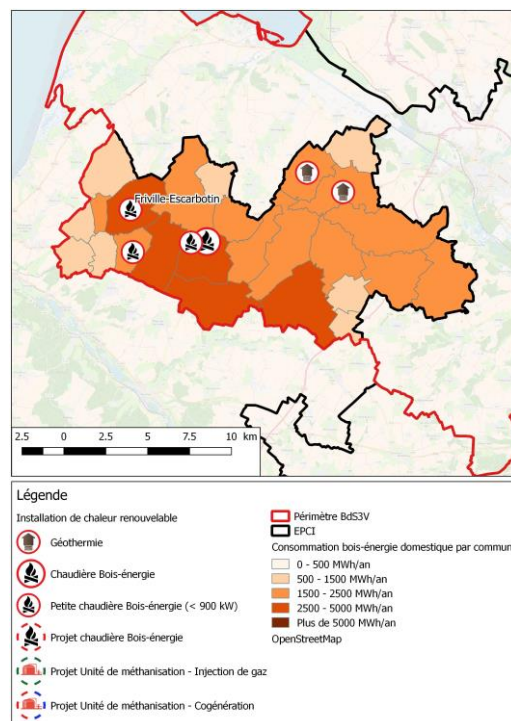 Friville-Escarbotin
2.5 0 2.5 5 7.5 10 km
Légende
Installation de chaleur renouvelable
Géothermie
Chaudière Bois-énergie
Petite chaudière Bois-énergie (< 900 kW)
Projet chaudière Bois-énergie
Projet Unité de méthanisation - Injection de gaz
Projet Unité de méthanisation - Cogénération
Périmètre BdS3V
EPCI
Consommation bois-énergie domestique par commun
0 - 500 MWh/an
500 - 1500 MWh/an
1500 - 2500 MWh/an
2500 - 5000 MWh/an
Plus de 5000 MWh/an
OpenStreetMap